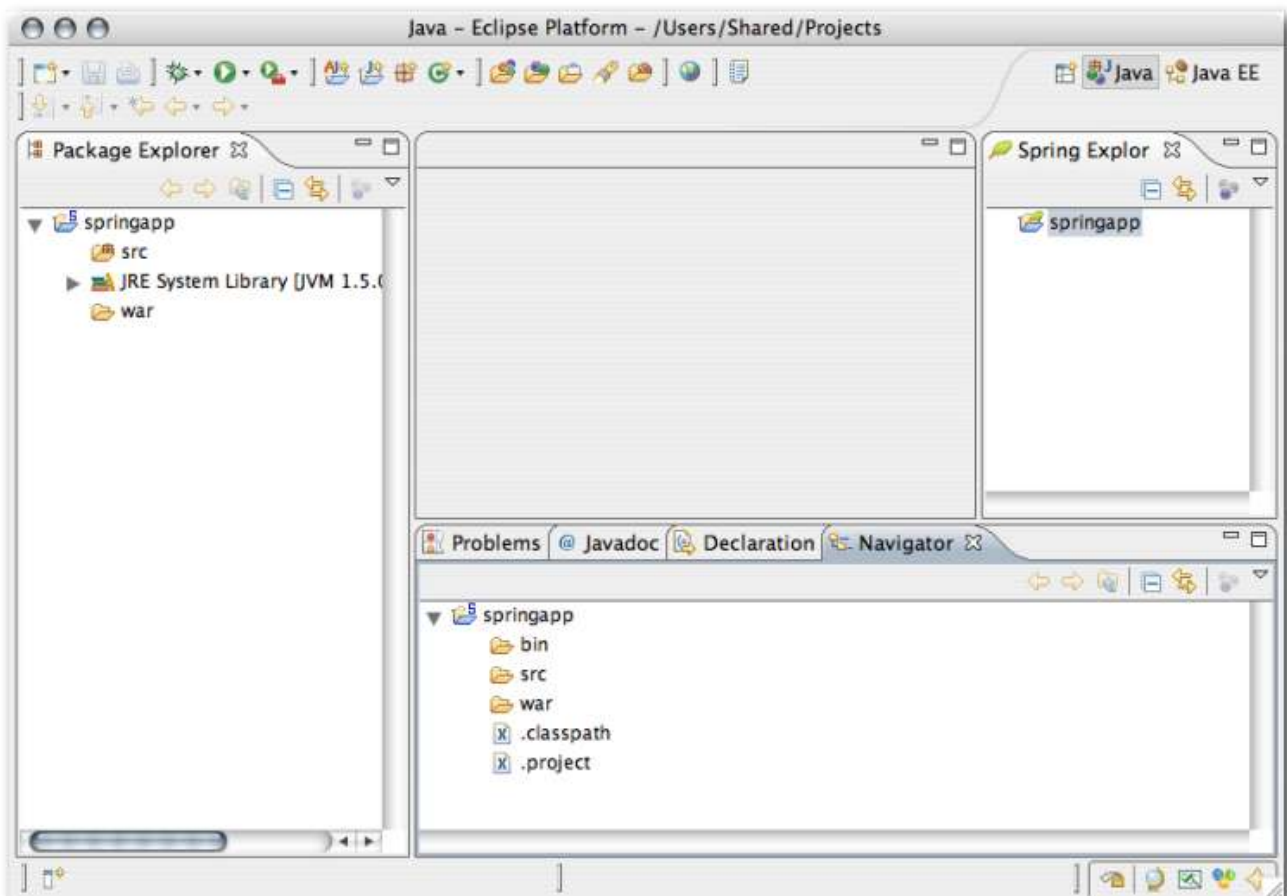 Java – Eclipse Platform – /Users/Shared/Projects
Java
Java EE
Package Explorer
springapp
src
JRE System Library [JVM 1.5.0
war
Spring Explor
springapp
Problems
@ Javadoc
Declaration
Navigator
springapp
bin
src
war
.classpath
.project